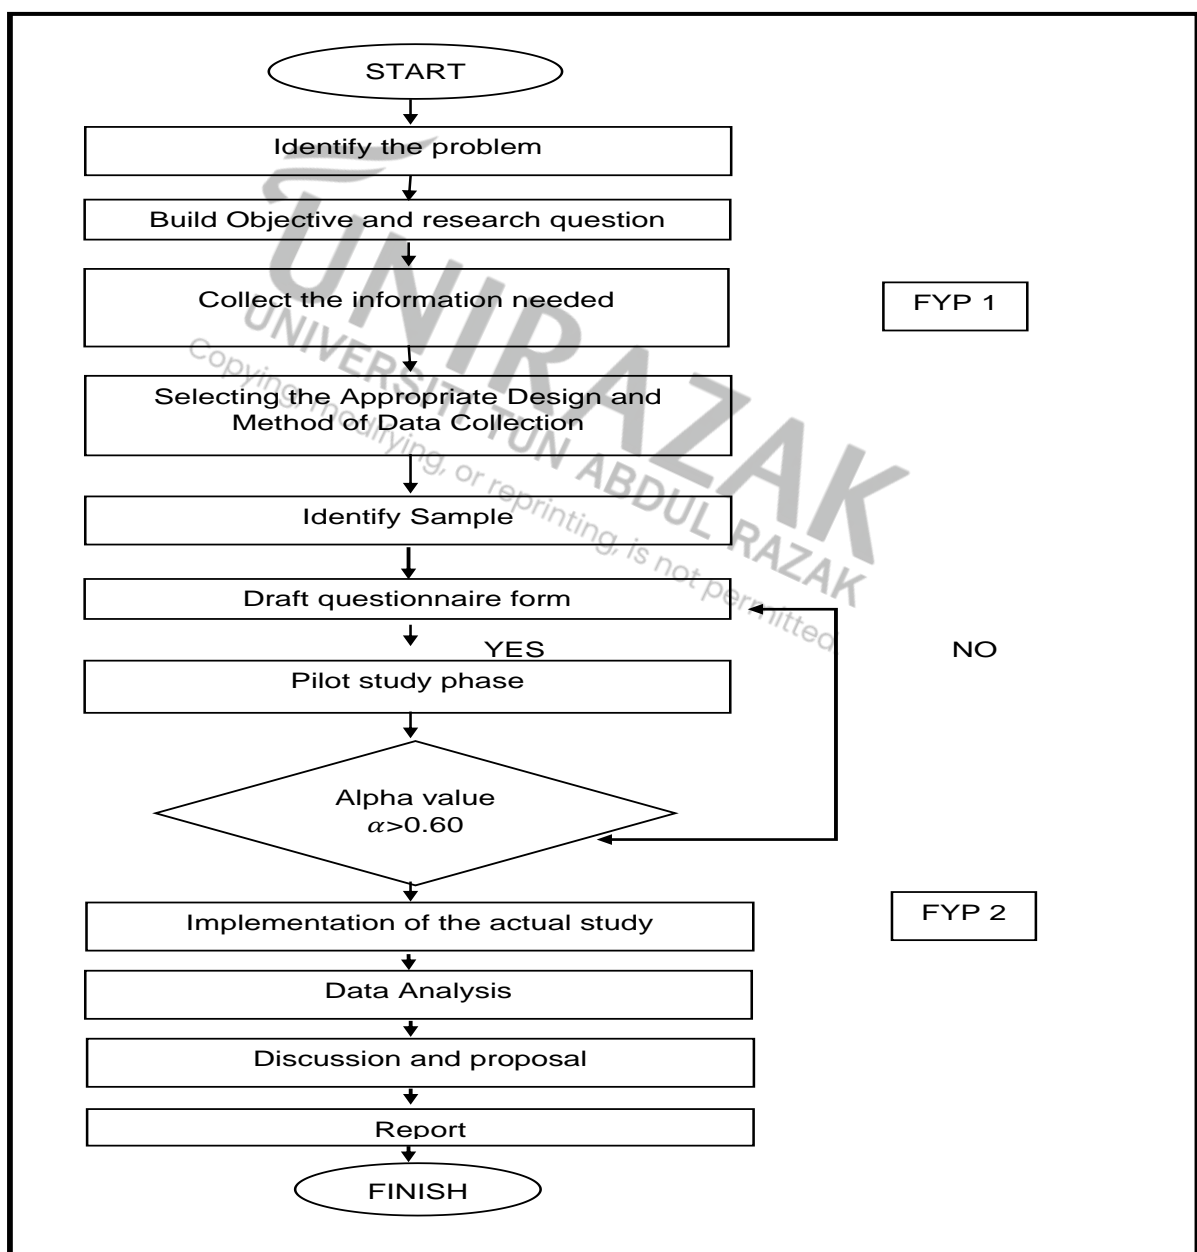 START
Identify the problem
Build Objective and research question
Collect the information needed
FYP 1
Selecting the Appropriate Design and
Method of Data Collection
Identify Sample
Draft questionnaire form
YES
NO
Pilot study phase
Alpha value
𝛼>0.60
Implementation of the actual study
FYP 2
Data Analysis
Discussion and proposal
Report
FINISH
UNIRAZAK
UNIVERSITI TUN ABDUL RAZAK
Copying, modifying, or reprinting, is not permitted